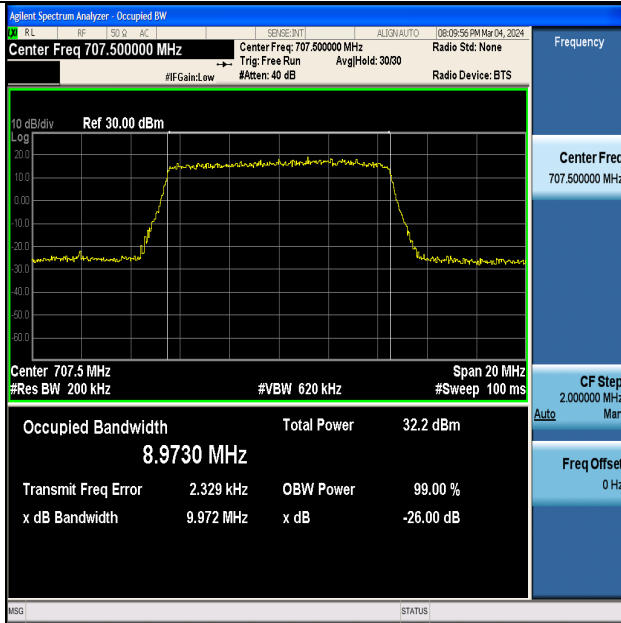 Agilent Spectrum Analyzer - Occupied BW
RL RF 50 Ω AC SENSE:INT ALIGNAUTO 08:09:56 PM Mar 04, 2024
Center Freq 707.500000 MHz
Center Freq: 707.500000 MHz
Radio Std: None
Trig: Free Run Avg|Hold: 30/30
#IFGain:Low #Atten: 40 dB Radio Device: BTS
10 dB/div Ref 30.00 dBm
Log
20.0
10.0
0.00
-10.0
-20.0
-30.0
-40.0
-50.0
-60.0
Center 707.5 MHz Span 20 MHz
#Res BW 200 kHz #VBW 620 kHz #Sweep 100 ms
Occupied Bandwidth Total Power 32.2 dBm
8.9730 MHz
Transmit Freq Error 2.329 kHz OBW Power 99.00 %
x dB Bandwidth 9.972 MHz x dB -26.00 dB
MSG STATUS
Frequency
Center Freq
707.500000 MHz
CF Step
2.000000 MHz
Auto Man
Freq Offset
0 Hz